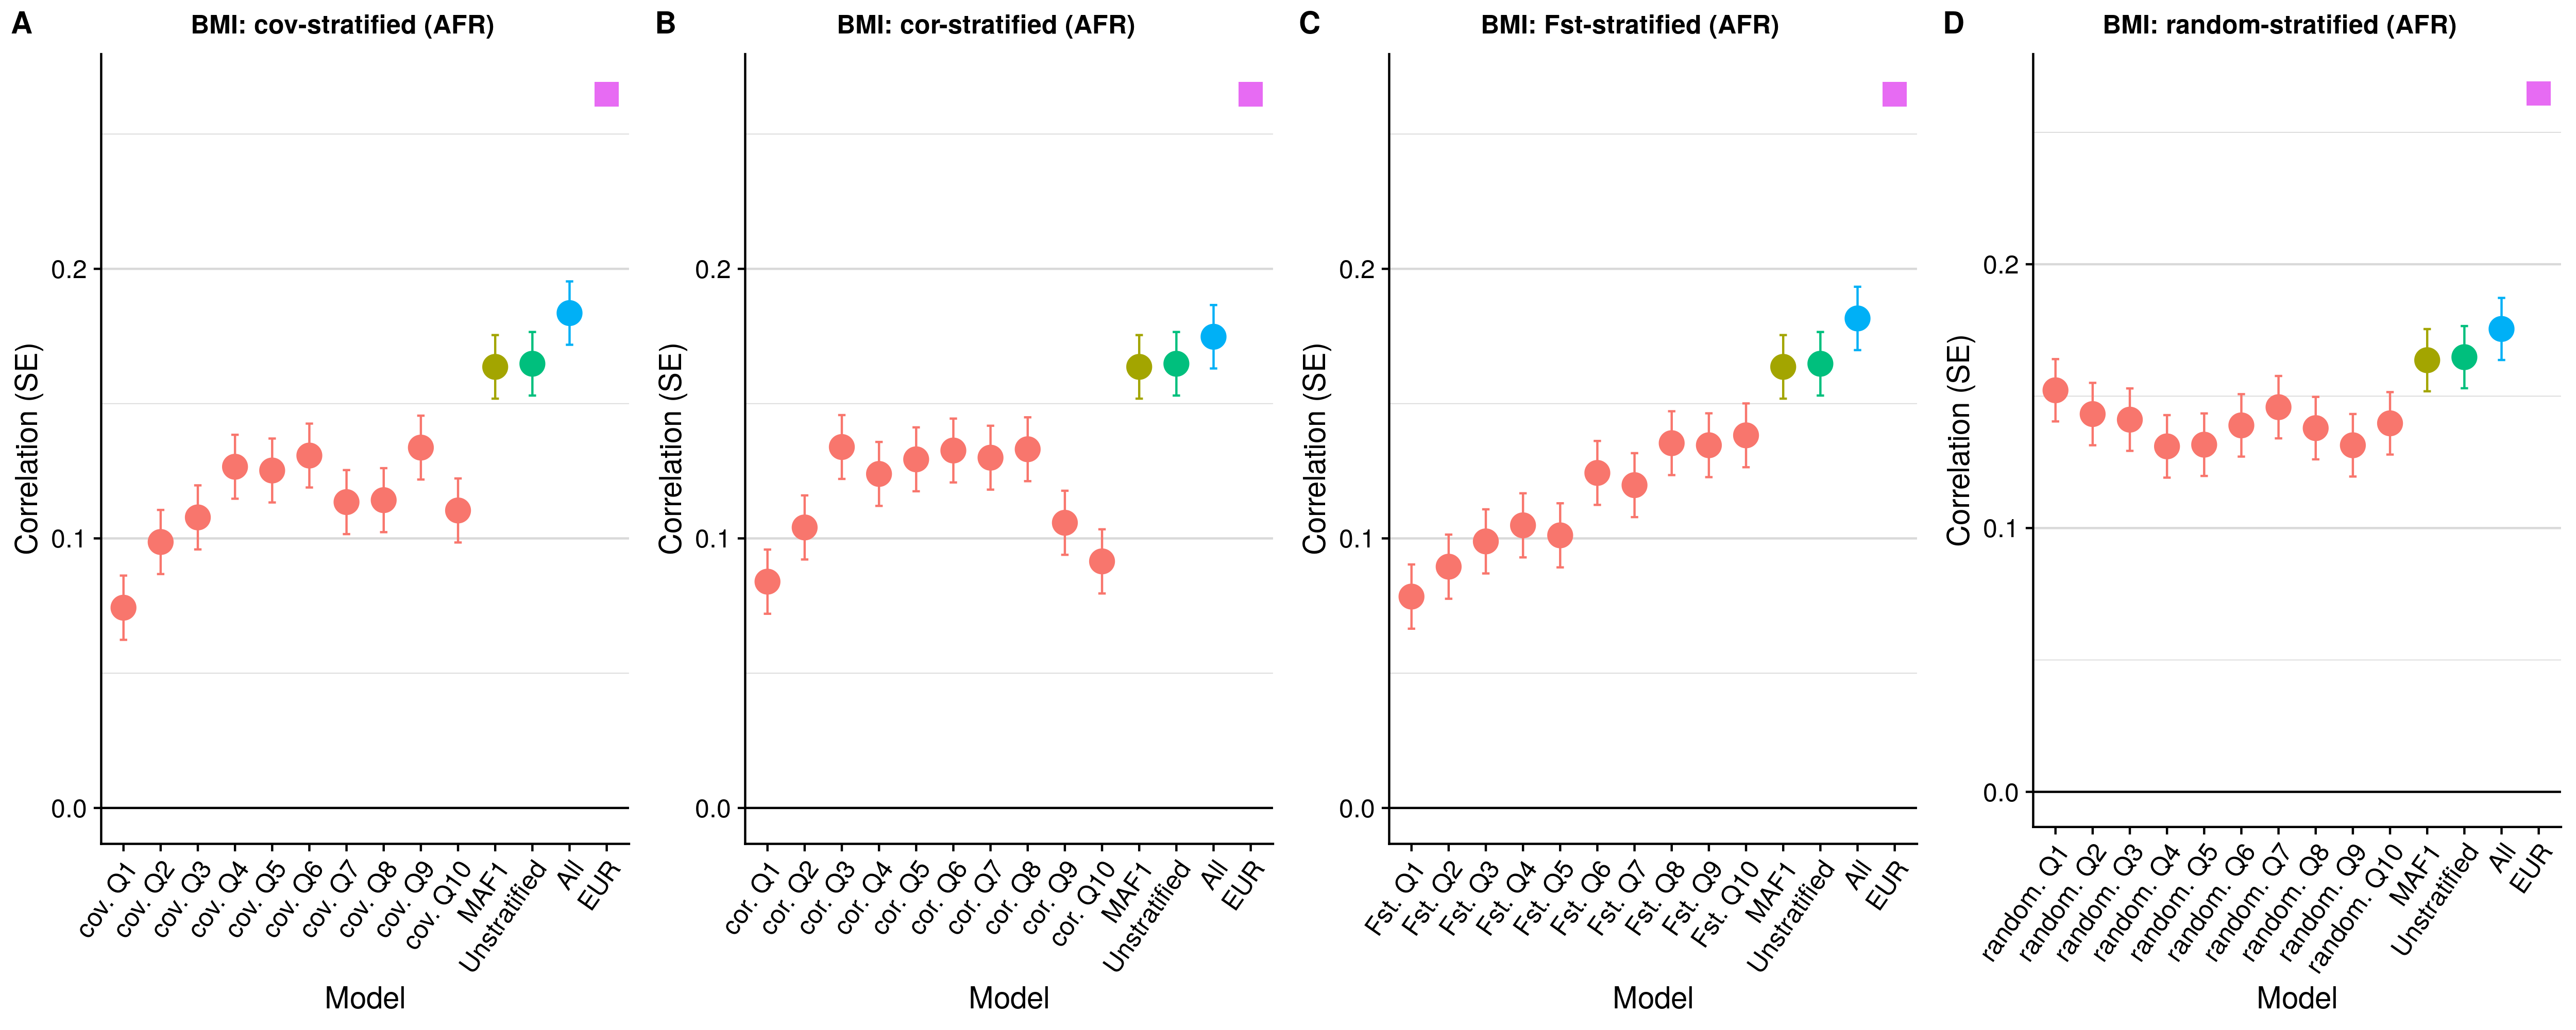 A
BMI: cov-stratified (AFR)
Correlation (SE)
0.2
0.1
0.0
cov. Q1
cov. Q2
cov. Q3
cov. Q4
cov. Q5
cov. Q6
cov. Q7
cov. Q8
cov. Q9
cov. Q10
MAF1
Unstratified
All
EUR
Model
B
BMI: cor-stratified (AFR)
Correlation (SE)
0.2
0.1
0.0
cor. Q1
cor. Q2
cor. Q3
cor. Q4
cor. Q5
cor. Q6
cor. Q7
cor. Q8
cor. Q9
cor. Q10
MAF1
Unstratified
All
EUR
Model
C
BMI: Fst-stratified (AFR)
Correlation (SE)
0.2
0.1
0.0
Fst. Q1
Fst. Q2
Fst. Q3
Fst. Q4
Fst. Q5
Fst. Q6
Fst. Q7
Fst. Q8
Fst. Q9
Fst. Q10
MAF1
Unstratified
All
EUR
Model
D
BMI: random-stratified (AFR)
Correlation (SE)
0.2
0.1
0.0
random. Q1
random. Q2
random. Q3
random. Q4
random. Q5
random. Q6
random. Q7
random. Q8
random. Q9
random. Q10
MAF1
Unstratified
All
EUR
Model